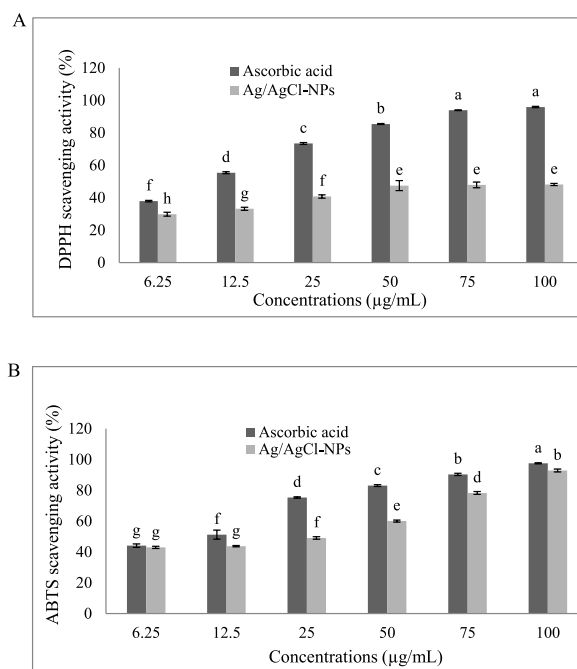 A
DPPH scavenging activity (%)
120
100
80
60
40
20
0
Ascorbic acid
Ag/AgCl-NPs
f h d g c f b e a e a e
6.25 12.5 25 50 75 100
Concentrations (µg/mL)
B
ABTS scavenging activity (%)
120
100
80
60
40
20
0
Ascorbic acid
Ag/AgCl-NPs
g g f g d f c e b d a b
6.25 12.5 25 50 75 100
Concentrations (µg/mL)